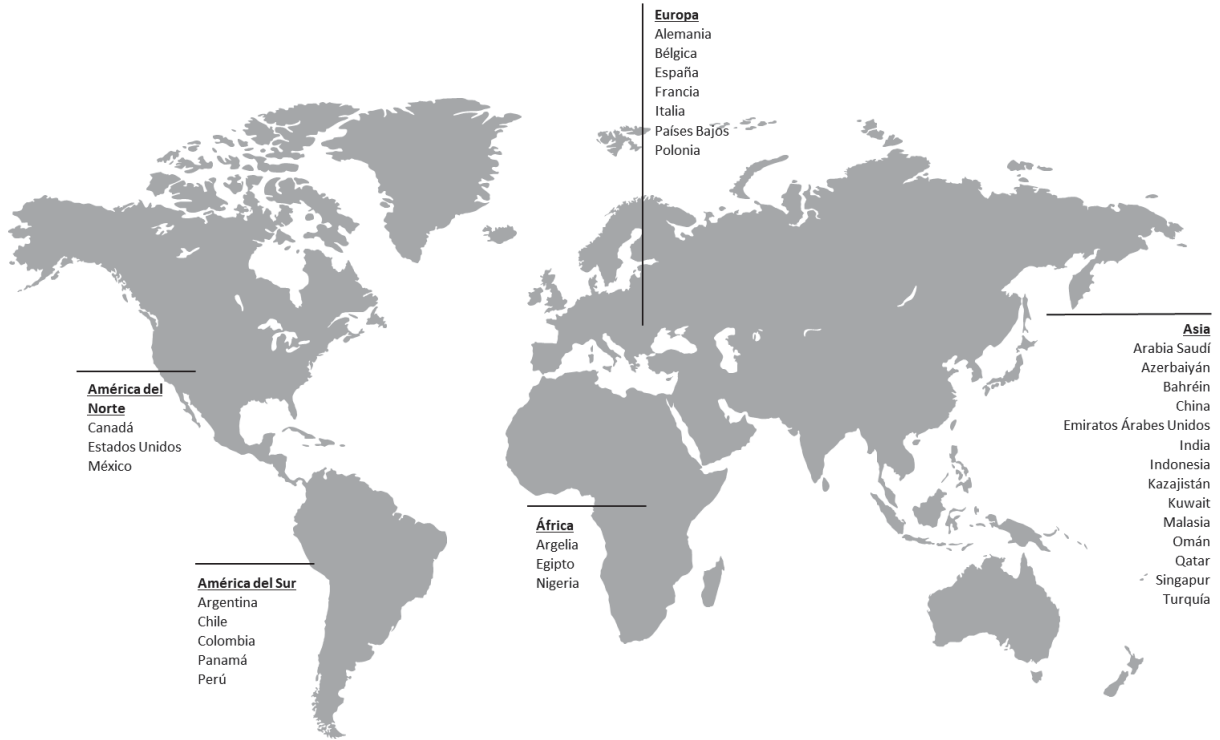 Europa
Alemania
Bélgica
España
Francia
Italia
Países Bajos
Polonia
América del
Norte
Canadá
Estados Unidos
México
América del Sur
Argentina
Chile
Colombia
Panamá
Perú
África
Argelia
Egipto
Nigeria
Asia
Arabia Saudí
Azerbaiyán
Bahréin
China
Emiratos Árabes Unidos
India
Indonesia
Kazajistán
Kuwait
Malasia
Omán
Qatar
Singapur
Turquía